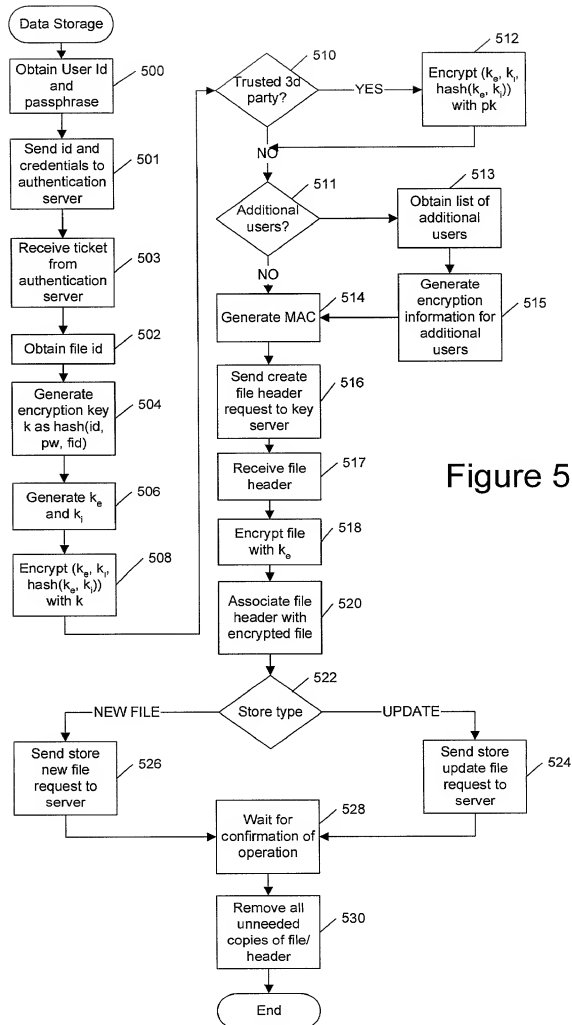 Data Storage
Obtain User Id
and
passphrase
500
Send id and
credentials to
authentication
server
501
Receive ticket
from
authentication
server
503
Obtain file id
502
Generate
encryption key
k as hash(id,
pw, fid)
504
Generate ke
and ki
506
Encrypt (ke, ki,
hash(ke, ki))
with k
508
Trusted 3d
party?
510
YES
NO
Encrypt (ke, ki,
hash(ke, ki))
with pk
512
Additional
users?
511
NO
Obtain list of
additional
users
513
Generate
encryption
information for
additional
users
515
Generate MAC
514
Send create
file header
request to key
server
516
Receive file
header
517
Encrypt file
with ke
518
Associate file
header with
encrypted file
520
Figure 5
Store type
522
NEW FILE
UPDATE
Send store
new file
request to
server
526
Send store
update file
request to
server
524
Wait for
confirmation of
operation
528
Remove all
unneeded
copies of file/
header
530
End